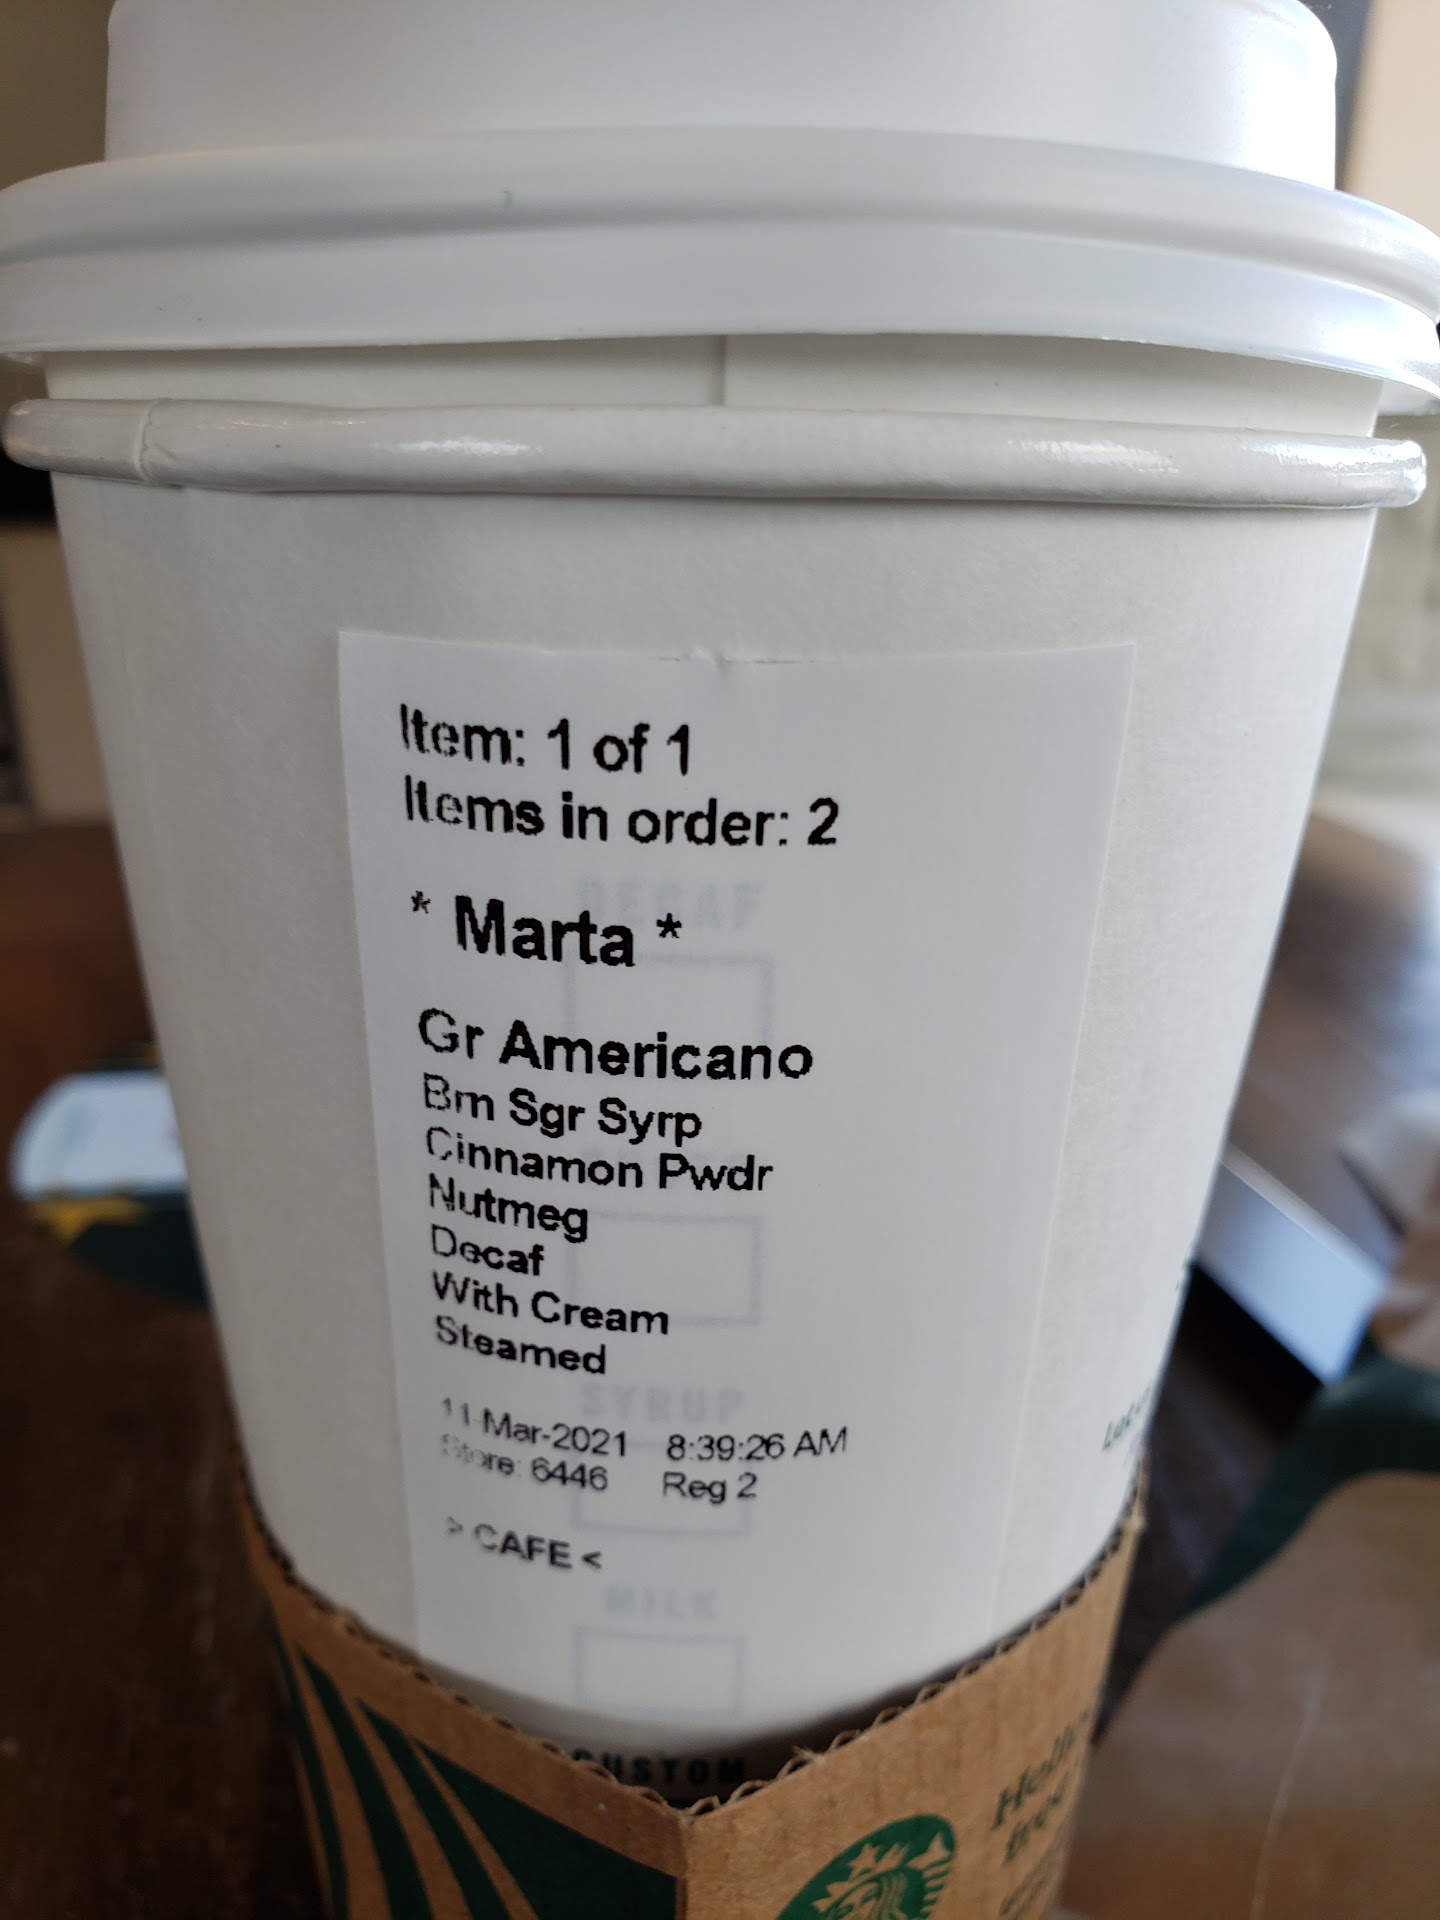 Item: 1 of 1
Items in order: 2
* Marta *
Gr Americano
Brn Sgr Syrp
Cinnamon Pwdr
Nutmeg
Decaf
With Cream
Steamed
11-Mar-2021 8:39:26 AM
Store: 6446 Reg 2
> CAFE <
DECAF
SYRUP
MILK
CUSTOM